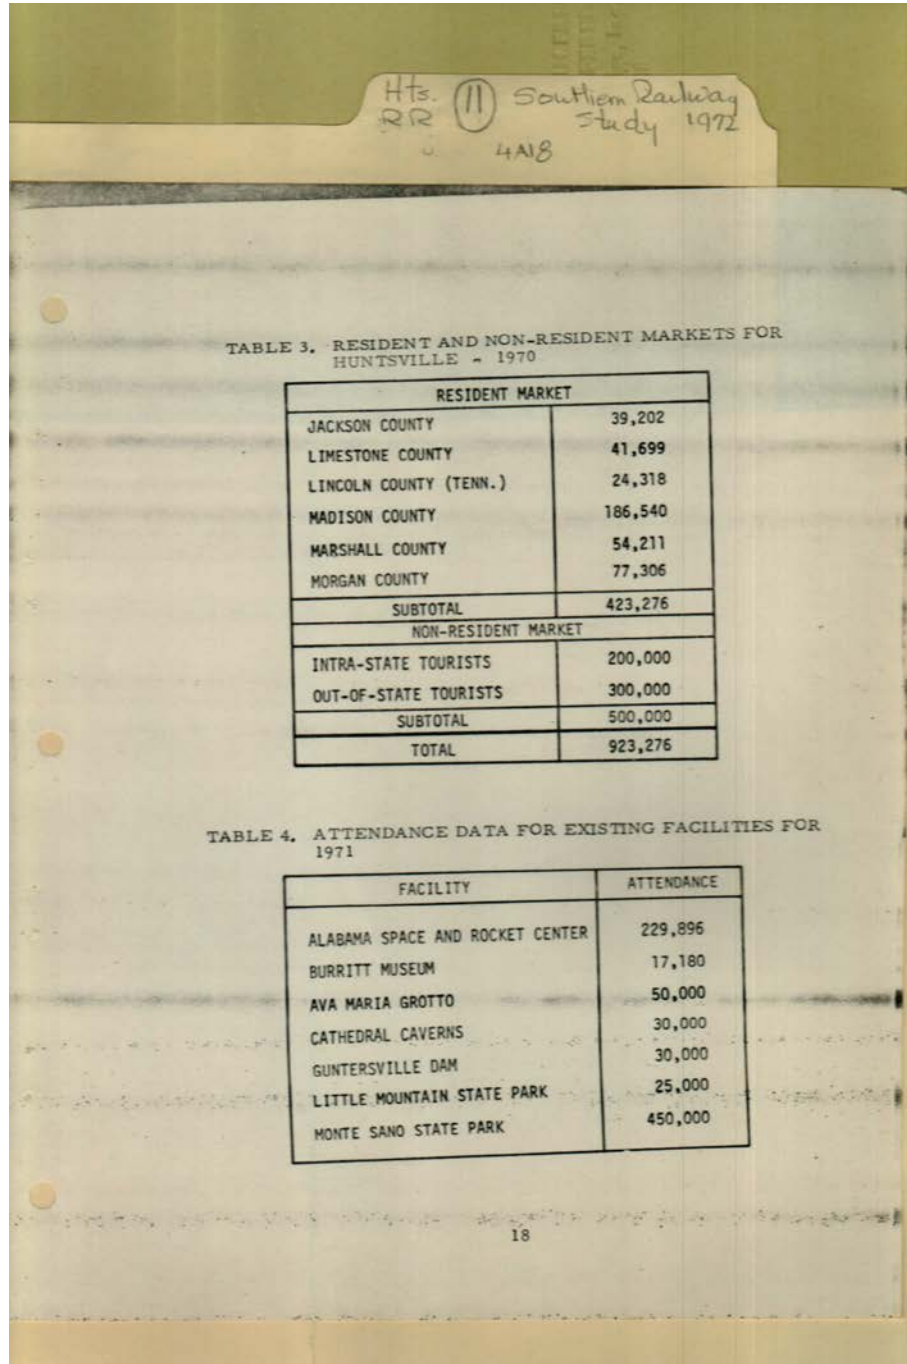 Hts. (11) Southern Railway
RR Study 1972
4A18
TABLE 3. RESIDENT AND NON-RESIDENT MARKETS FOR
HUNTSVILLE - 1970
RESIDENT MARKET
JACKSON COUNTY 39,202
LIMESTONE COUNTY 41,699
LINCOLN COUNTY (TENN.) 24,318
MADISON COUNTY 186,540
MARSHALL COUNTY 54,211
MORGAN COUNTY 77,306
SUBTOTAL 423,276
NON-RESIDENT MARKET
INTRA-STATE TOURISTS 200,000
OUT-OF-STATE TOURISTS 300,000
SUBTOTAL 500,000
TOTAL 923,276
TABLE 4. ATTENDANCE DATA FOR EXISTING FACILITIES FOR
1971
FACILITY ATTENDANCE
ALABAMA SPACE AND ROCKET CENTER 229,896
BURRITT MUSEUM 17,180
AVA MARIA GROTTO 50,000
CATHEDRAL CAVERNS 30,000
GUNTERSVILLE DAM 30,000
LITTLE MOUNTAIN STATE PARK 25,000
MONTE SANO STATE PARK 450,000
18